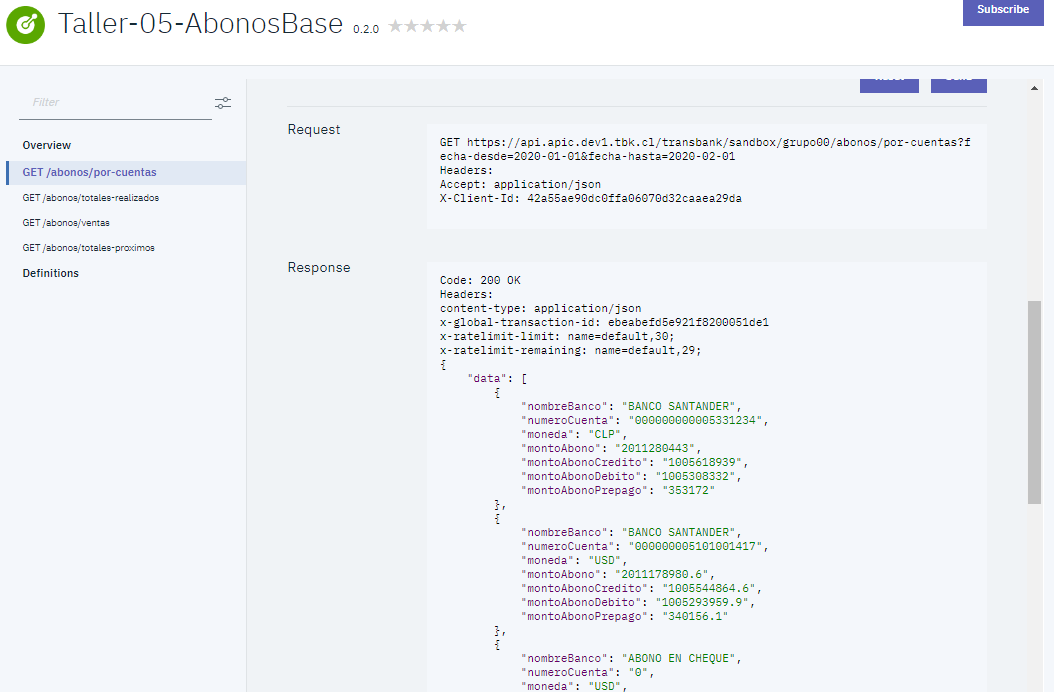 Taller-05-AbonosBase 0.2.0
Subscribe
Filter
Overview
GET /abonos/por-cuentas
GET /abonos/totales-realizados
GET /abonos/ventas
GET /abonos/totales-proximos
Definitions
Request
GET https://api.apic.dev1.tbk.cl/transbank/sandbox/grupo00/abonos/por-cuentas?f
echa-desde=2020-01-01&fecha-hasta=2020-02-01
Headers:
Accept: application/json
X-Client-Id: 42a55ae90dc0ffa06070d32caaea29da
Response
Code: 200 OK
Headers:
content-type: application/json
x-global-transaction-id: ebeabefd5e921f8200051de1
x-ratelimit-limit: name=default,30;
x-ratelimit-remaining: name=default,29;
{
"data": [
{
"nombreBanco": "BANCO SANTANDER",
"numeroCuenta": "000000000005331234",
"moneda": "CLP",
"montoAbono": "2011280443",
"montoAbonoCredito": "1005618939",
"montoAbonoDebito": "1005308332",
"montoAbonoPrepago": "353172"
},
{
"nombreBanco": "BANCO SANTANDER",
"numeroCuenta": "000000005101001417",
"moneda": "USD",
"montoAbono": "2011178980.6",
"montoAbonoCredito": "1005544864.6",
"montoAbonoDebito": "1005293959.9",
"montoAbonoPrepago": "340156.1"
},
{
"nombreBanco": "ABONO EN CHEQUE",
"numeroCuenta": "0",
"moneda": "USD",